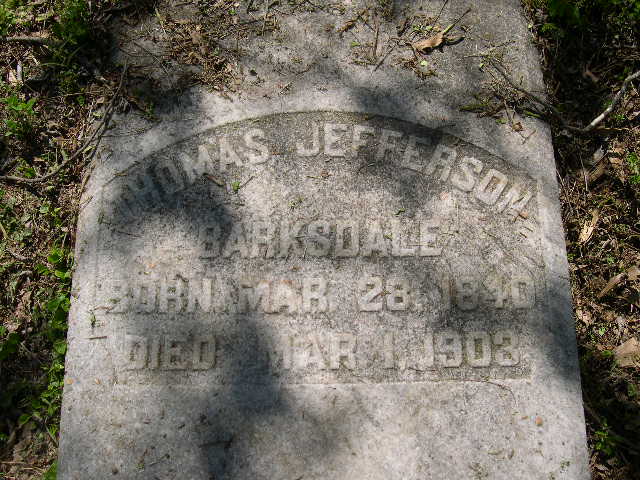 THOMAS JEFFERSON
BARKSDALE
BORN MAR 28, 1840
DIED MAR 1, 1903